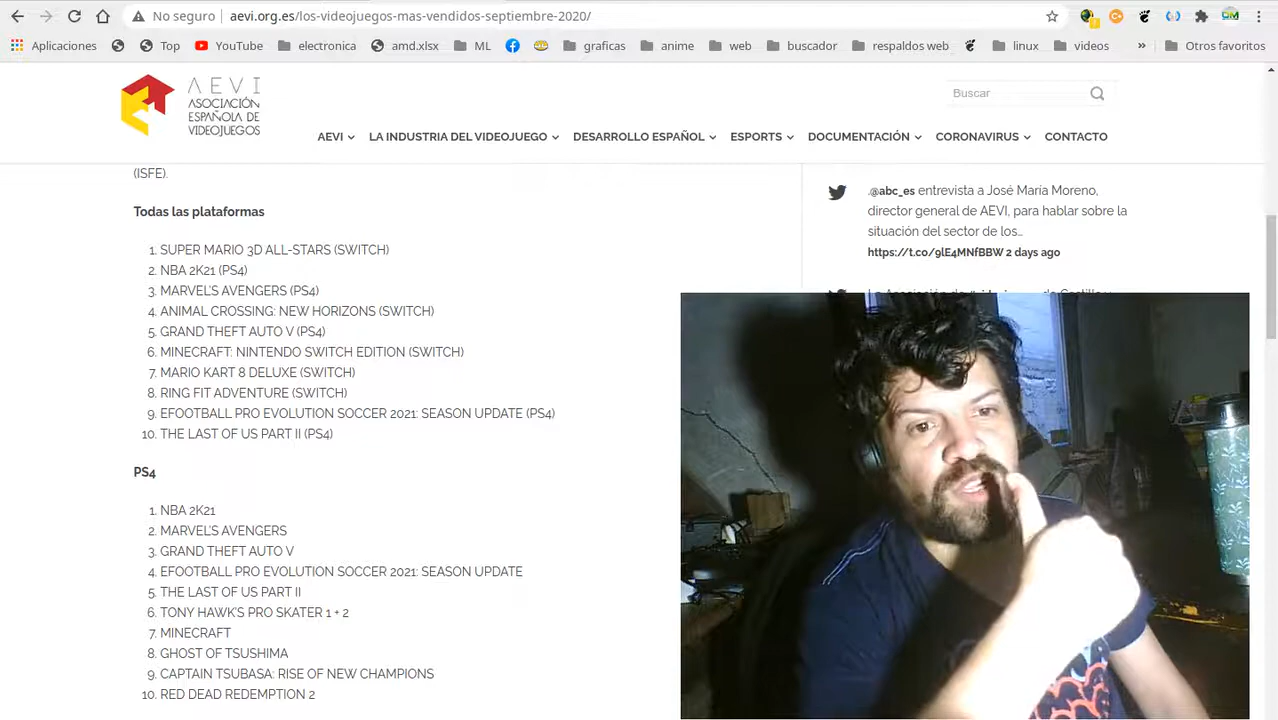 No seguro
aevi.org.es/los-videojuegos-mas-vendidos-septiembre-2020/
Aplicaciones
Top
YouTube
electronica
amd.xlsx
ML
graficas
anime
web
buscador
respaldos web
linux
videos
»
Otros favoritos
AEVI
ASOCIACIÓN
ESPAÑOLA DE
VIDEOJUEGOS
Buscar
AEVI
LA INDUSTRIA DEL VIDEOJUEGO
DESARROLLO ESPAÑOL
ESPORTS
DOCUMENTACIÓN
CORONAVIRUS
CONTACTO
(ISFE).
Todas las plataformas
1. SUPER MARIO 3D ALL-STARS (SWITCH)
2. NBA 2K21 (PS4)
3. MARVEL'S AVENGERS (PS4)
4. ANIMAL CROSSING: NEW HORIZONS (SWITCH)
5. GRAND THEFT AUTO V (PS4)
6. MINECRAFT: NINTENDO SWITCH EDITION (SWITCH)
7. MARIO KART 8 DELUXE (SWITCH)
8. RING FIT ADVENTURE (SWITCH)
9. EFOOTBALL PRO EVOLUTION SOCCER 2021: SEASON UPDATE (PS4)
10. THE LAST OF US PART II (PS4)
PS4
1. NBA 2K21
2. MARVEL'S AVENGERS
3. GRAND THEFT AUTO V
4. EFOOTBALL PRO EVOLUTION SOCCER 2021: SEASON UPDATE
5. THE LAST OF US PART II
6. TONY HAWK'S PRO SKATER 1 + 2
7. MINECRAFT
8. GHOST OF TSUSHIMA
9. CAPTAIN TSUBASA: RISE OF NEW CHAMPIONS
10. RED DEAD REDEMPTION 2
.@abc_es entrevista a José María Moreno,
director general de AEVI, para hablar sobre la
situación del sector de los…
https://t.co/9lE4MNfBBW 2 days ago